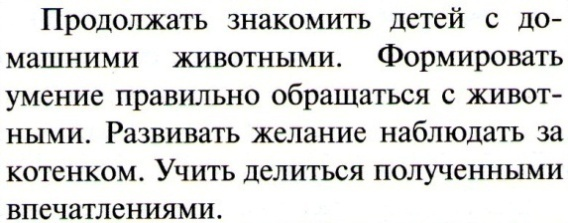 Продолжать знакомить детей с до-
машними животными. Формировать
умение правильно обращаться с живот-
ными. Развивать желание наблюдать за
котенком. Учить делиться полученными
впечатлениями.